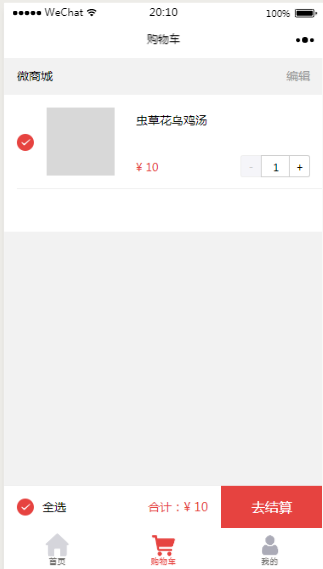 WeChat 20:10 100%
购物车
微商城 编辑
虫草花乌鸡汤
¥ 10 - 1 +
全选 合计：¥ 10 去结算
首页 购物车 我的